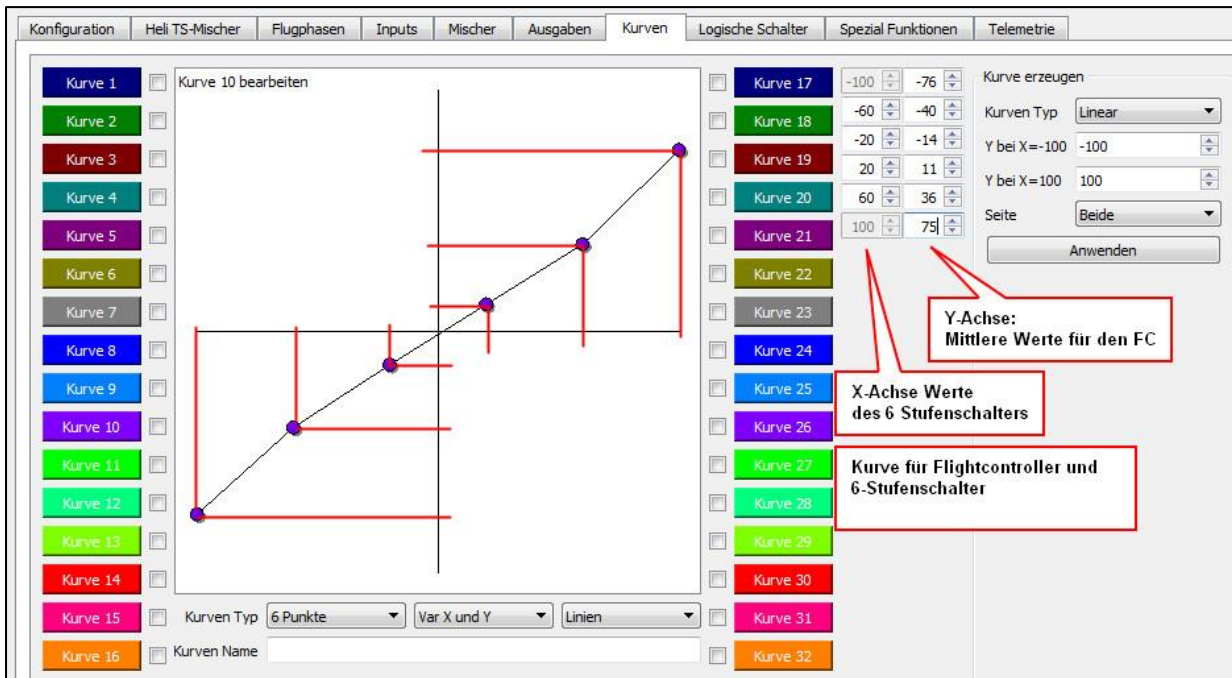 Konfiguration
Heli TS-Mischer
Flugphasen
Inputs
Mischer
Ausgaben
Kurven
Logische Schalter
Spezial Funktionen
Telemetrie
Kurve 1
Kurve 2
Kurve 3
Kurve 4
Kurve 5
Kurve 6
Kurve 7
Kurve 8
Kurve 9
Kurve 10
Kurve 11
Kurve 12
Kurve 13
Kurve 14
Kurve 15
Kurve 16
Kurve 10 bearbeiten
Kurven Typ 6 Punkte Var X und Y Linien
Kurven Name
Kurve 17
Kurve 18
Kurve 19
Kurve 20
Kurve 21
Kurve 22
Kurve 23
Kurve 24
Kurve 25
Kurve 26
Kurve 27
Kurve 28
Kurve 29
Kurve 30
Kurve 31
Kurve 32
-100 -76
-60 -40
-20 -14
20 11
60 36
100 75
Kurve erzeugen
Kurven Typ Linear
Y bei X=-100 -100
Y bei X=100 100
Seite Beide
Anwenden
Y-Achse:
Mittlere Werte für den FC
X-Achse Werte
des 6 Stufenschalters
Kurve für Flightcontroller und
6-Stufenschalter